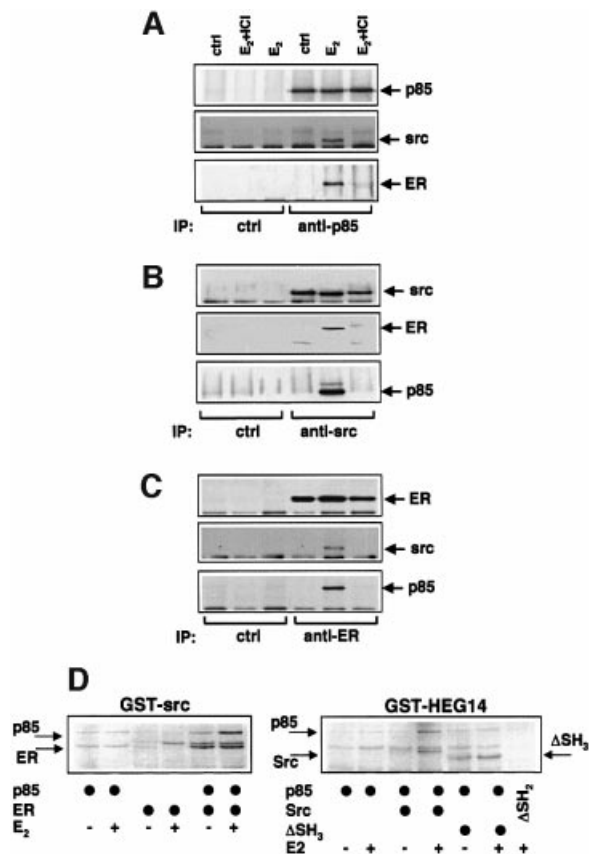 A
ctrl E₂+ICI E₂ ctrl E₂ E₂+ICI
p85
src
ER
IP: ctrl anti-p85
B
src
ER
p85
IP: ctrl anti-src
C
ER
src
p85
IP: ctrl anti-ER
D
GST-src
p85
ER
p85
ER
E₂ - + - + - +
GST-HEG14
p85
Src
ΔSH₃
p85
Src
ΔSH₃
E2 - + - + - + +
ΔSH₂